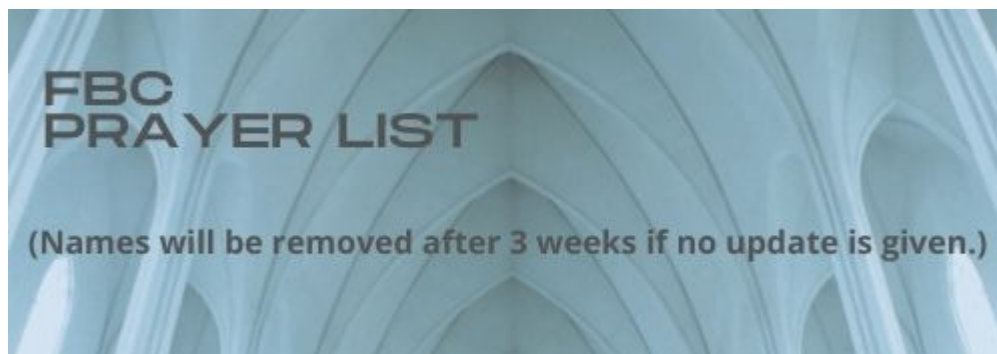 FBC
PRAYER LIST
(Names will be removed after 3 weeks if no update is given.)